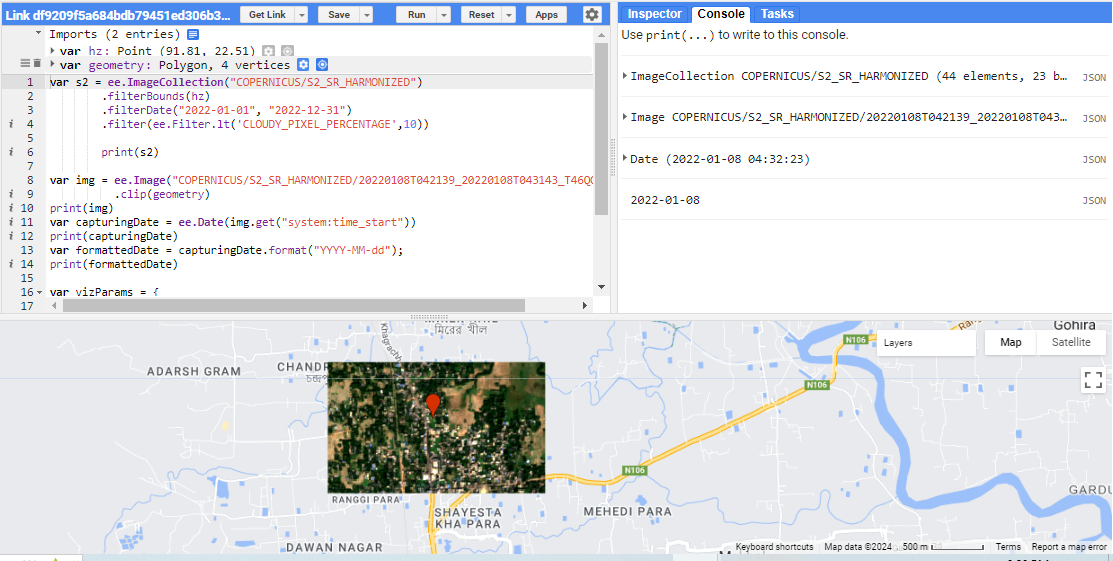 Link df9209f5a684bdb79451ed306b3... Get Link Save Run Reset Apps
Imports (2 entries)
var hz: Point (91.81, 22.51)
var geometry: Polygon, 4 vertices
1 var s2 = ee.ImageCollection("COPERNICUS/S2_SR_HARMONIZED")
2 .filterBounds(hz)
3 .filterDate("2022-01-01", "2022-12-31")
i 4 .filter(ee.Filter.lt('CLOUDY_PIXEL_PERCENTAGE',10))
5
i 6 print(s2)
7
8 var img = ee.Image("COPERNICUS/S2_SR_HARMONIZED/20220108T042139_20220108T043143_T46QC
i 9 .clip(geometry)
i 10 print(img)
i 11 var capturingDate = ee.Date(img.get("system:time_start"))
i 12 print(capturingDate)
13 var formattedDate = capturingDate.format("YYYY-MM-dd");
i 14 print(formattedDate)
15
16 var vizParams = {
17
Inspector Console Tasks
Use print(...) to write to this console.
ImageCollection COPERNICUS/S2_SR_HARMONIZED (44 elements, 23 b… JSON
Image COPERNICUS/S2_SR_HARMONIZED/20220108T042139_20220108T043… JSON
Date (2022-01-08 04:32:23) JSON
2022-01-08 JSON
মিরের খীল
Khagrachh
Gohira
N106
Layers
Map Satellite
ADARSH GRAM
CHANDR
N106
N106
RANGGI PARA
SHAYESTA
KHA PARA
MEHEDI PARA
GARDU
DAWAN NAGAR
Keyboard shortcuts Map data ©2024 500 m Terms Report a map error